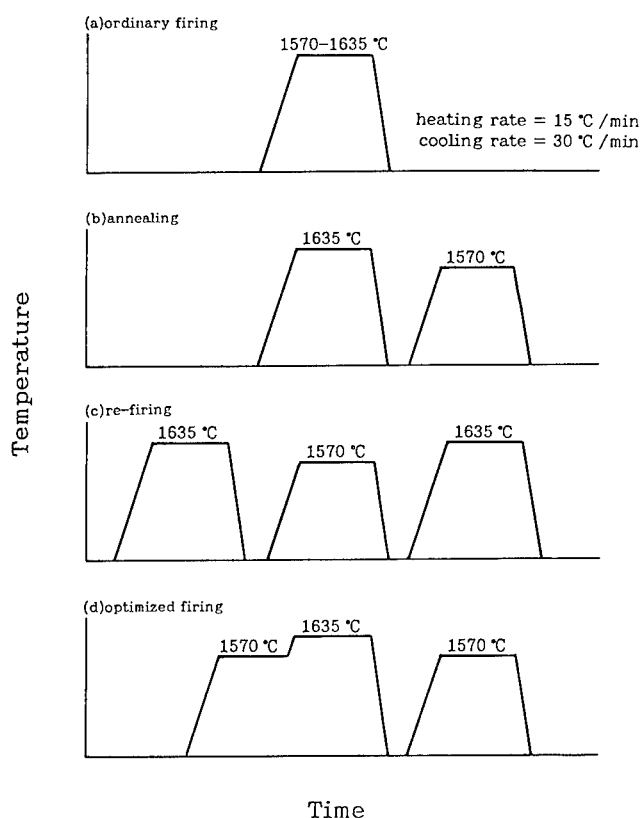 (a)ordinary firing
1570-1635 °C
heating rate = 15 °C/min
cooling rate = 30 °C/min
(b)annealing
1635 °C
1570 °C
Temperature
(c)re-firing
1635 °C
1570 °C
1635 °C
(d)optimized firing
1570 °C
1635 °C
1570 °C
Time